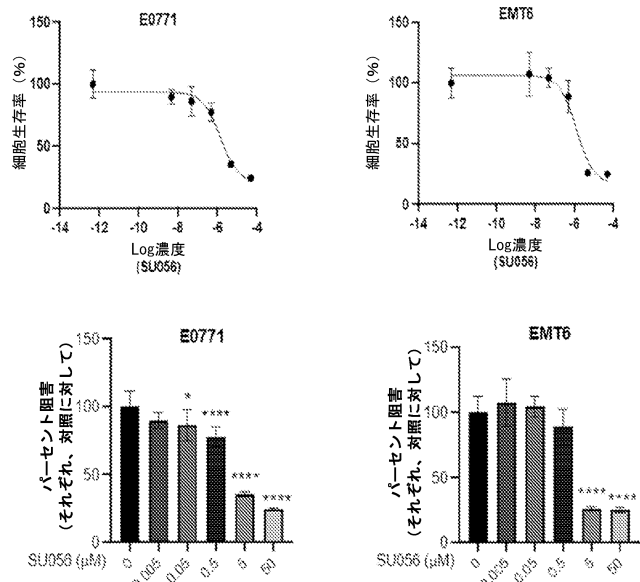 E0771
細胞生存率 (%)
150
100
50
0
-14 -12 -10 -8 -6 -4
Log濃度
(SU056)
EMT6
細胞生存率 (%)
150
100
50
0
-14 -12 -10 -8 -6 -4
Log濃度
(SU056)
E0771
パーセント阻害
(それぞれ、対照に対して)
150
100
50
0
* **** **** ****
SU056 (μM) 0 0.005 0.05 0.5 5 50
EMT6
パーセント阻害
(それぞれ、対照に対して)
150
100
50
0
**** ****
SU056 (μM) 0 0.005 0.05 0.5 5 50